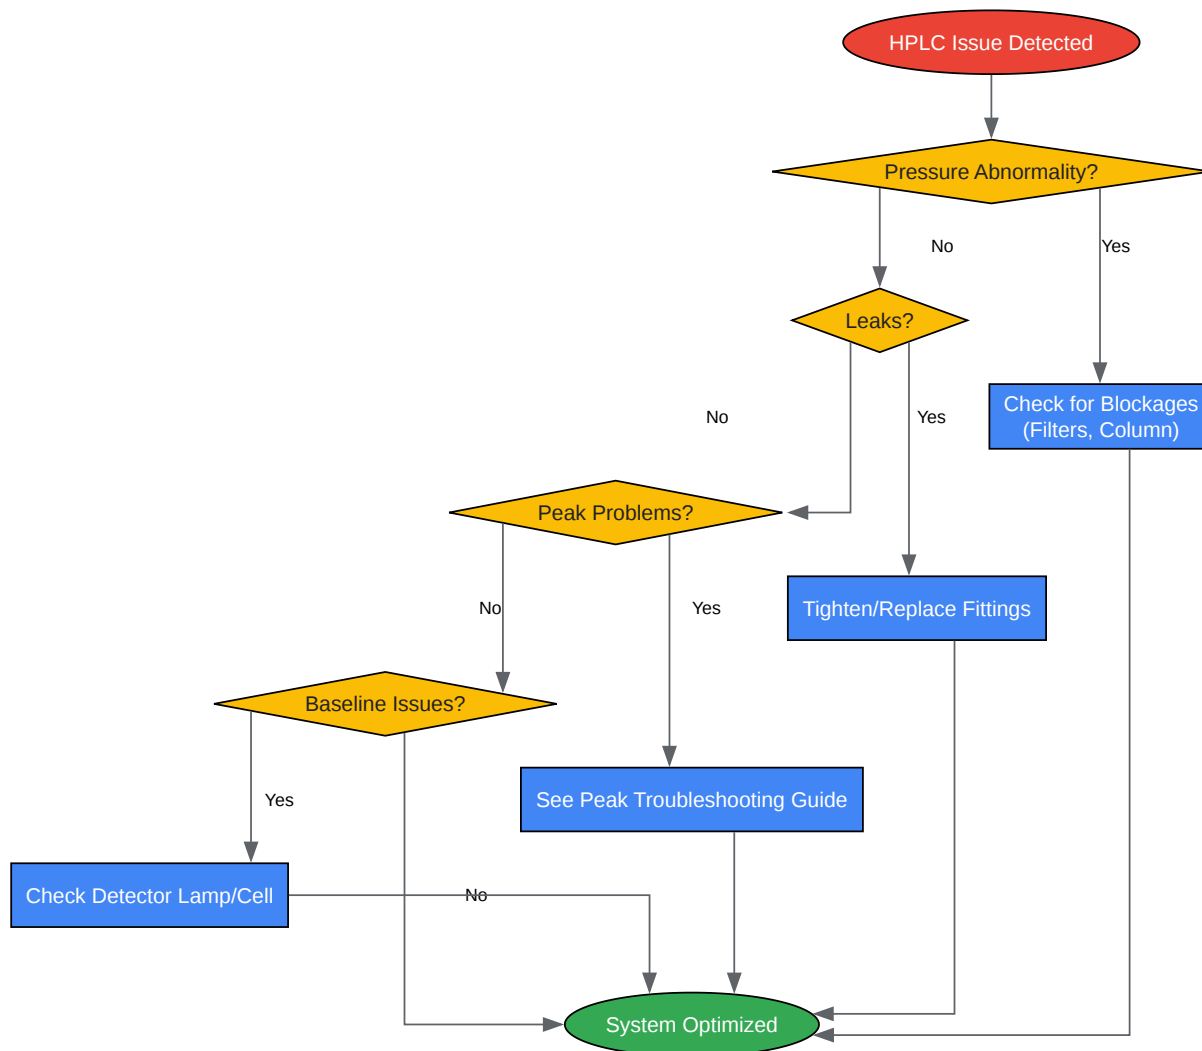 HPLC Issue Detected
Pressure Abnormality?
No
Yes
Leaks?
Check for Blockages
(Filters, Column)
No
Yes
Peak Problems?
No
Yes
Tighten/Replace Fittings
Baseline Issues?
Yes
See Peak Troubleshooting Guide
Check Detector Lamp/Cell
No
System Optimized